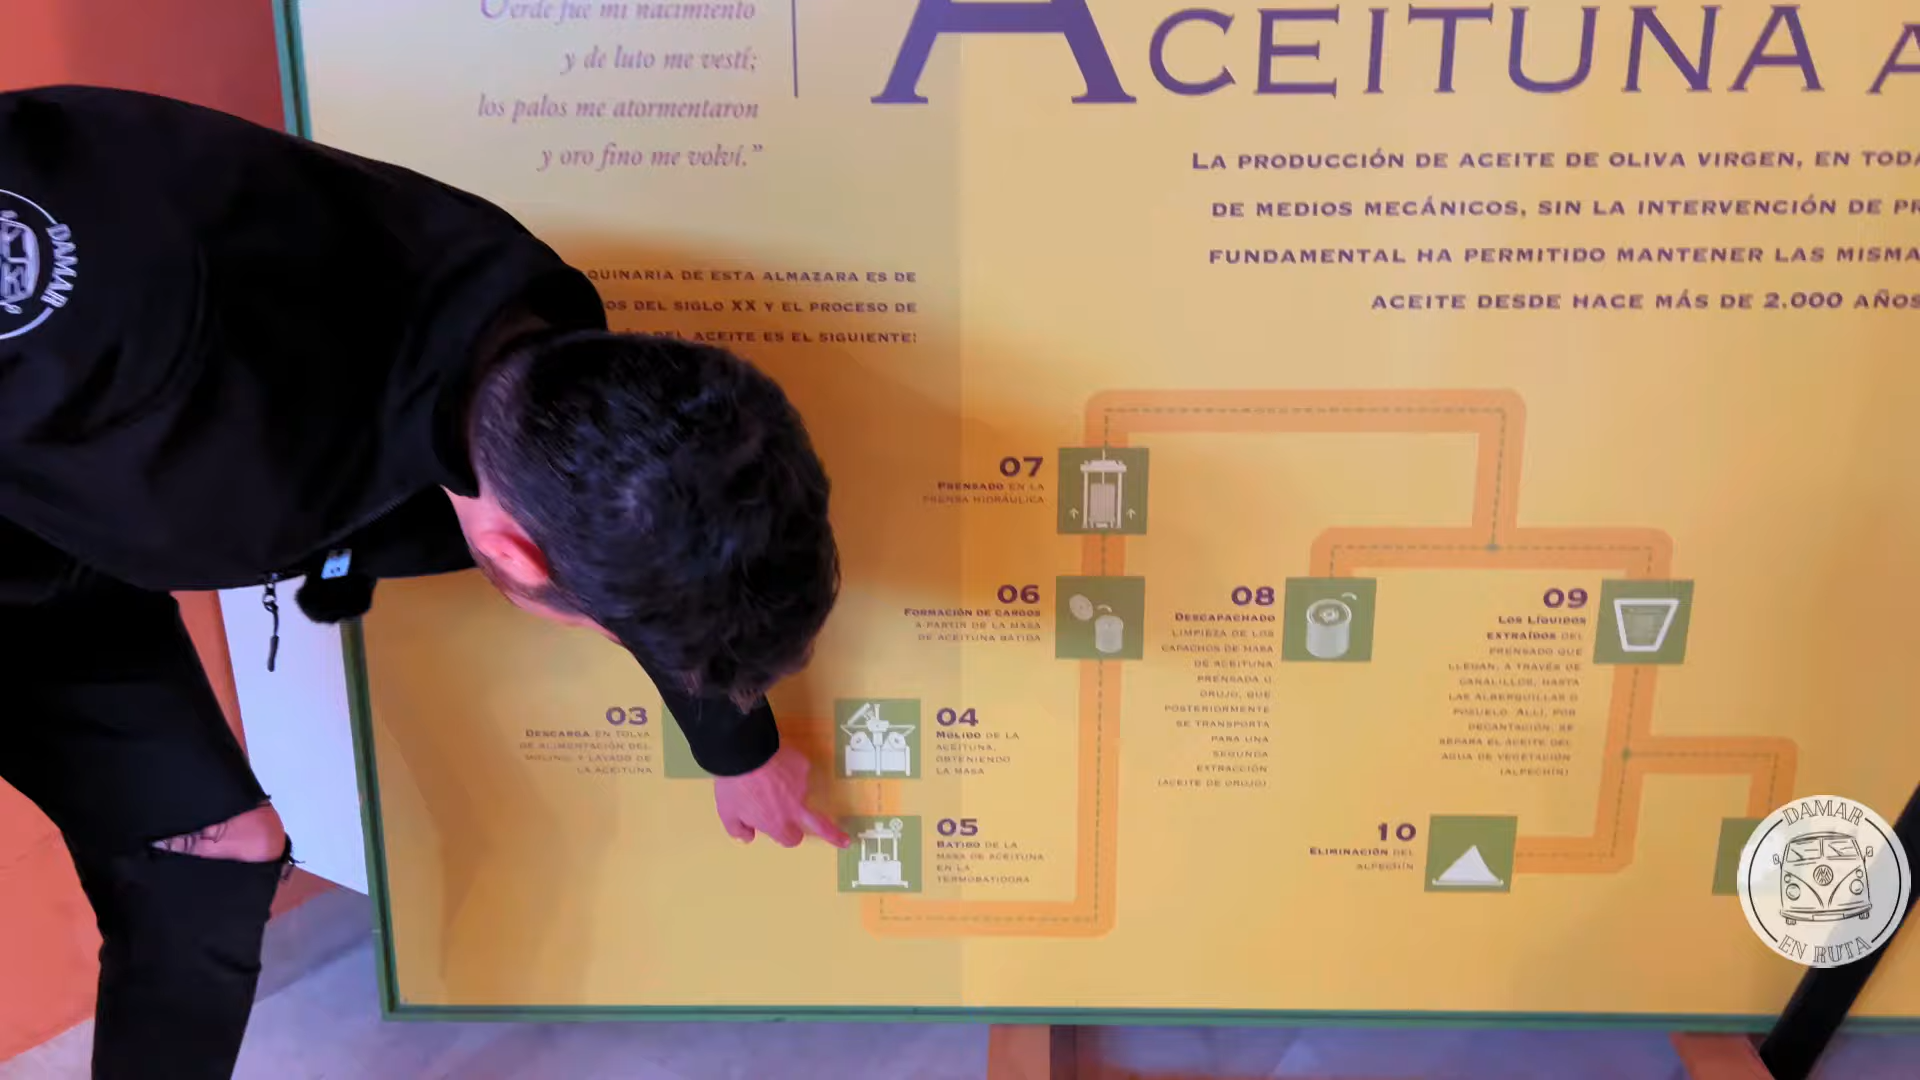 Verde fue mi nacimiento
y de luto me vestí;
los palos me atormentaron
y oro fino me volví.”
ACEITUNA A
LA PRODUCCIÓN DE ACEITE DE OLIVA VIRGEN, EN TODA
DE MEDIOS MECÁNICOS, SIN LA INTERVENCIÓN DE PR
FUNDAMENTAL HA PERMITIDO MANTENER LAS MISMA
ACEITE DESDE HACE MÁS DE 2.000 AÑOS
QUINARIA DE ESTA ALMAZARA ES DE
OS DEL SIGLO XX Y EL PROCESO DE
ÓN DEL ACEITE ES EL SIGUIENTE:
07
PRENSADO EN LA
PRENSA HIDRÁULICA
06
FORMACIÓN DE CARGOS
A PARTIR DE LA MASA
DE ACEITUNA BATIDA
08
DESCAPACHADO
LIMPIEZA DE LOS
CAPACHOS DE MASA
DE ACEITUNA
PRENSADA U
ORUJO, QUE
POSTERIORMENTE
SE TRANSPORTA
PARA UNA
SEGUNDA
EXTRACCIÓN
(ACEITE DE ORUJO)
09
LOS LÍQUIDOS
EXTRAÍDOS DEL
PRENSADO QUE
LLEGAN, A TRAVÉS DE
CANALILLOS, HASTA
LAS ALBERQUILLAS O
POZUELO. ALLÍ, POR
DECANTACIÓN, SE
SEPARA EL ACEITE DEL
AGUA DE VEGETACIÓN
(ALPECHÍN)
03
DESCARGA EN TOLVA
DE ALIMENTACIÓN DEL
MOLINO Y LAVADO DE
LA ACEITUNA
04
MOLIDO DE LA
ACEITUNA,
OBTENIENDO
LA MASA
05
BATIDO DE LA
MASA DE ACEITUNA
EN LA
TERMOBATIDORA
10
ELIMINACIÓN DEL
ALPECHÍN
DAMAR
DAMAR
EN RUTA